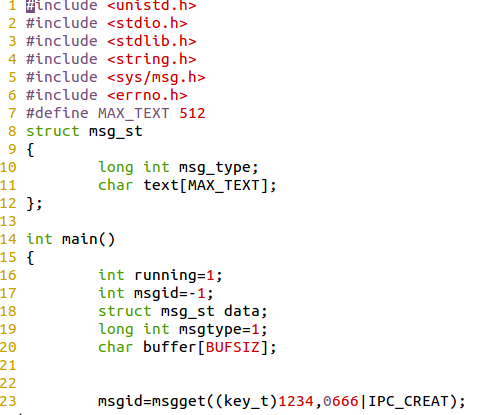 1 #include <unistd.h>
2 #include <stdio.h>
3 #include <stdlib.h>
4 #include <string.h>
5 #include <sys/msg.h>
6 #include <errno.h>
7 #define MAX_TEXT 512
8 struct msg_st
9 {
10         long int msg_type;
11         char text[MAX_TEXT];
12 };
13
14 int main()
15 {
16         int running=1;
17         int msgid=-1;
18         struct msg_st data;
19         long int msgtype=1;
20         char buffer[BUFSIZ];
21
22
23         msgid=msgget((key_t)1234,0666|IPC_CREAT);